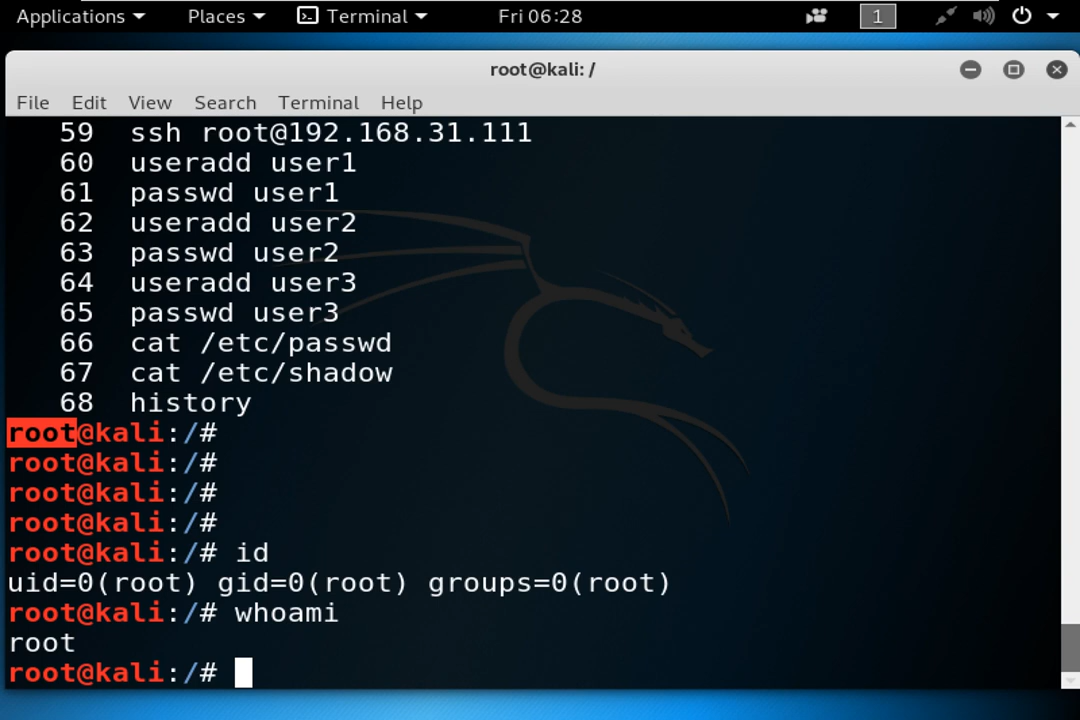 Applications Places Terminal Fri 06:28 1
root@kali: /
File Edit View Search Terminal Help
59 ssh root@192.168.31.111
60 useradd user1
61 passwd user1
62 useradd user2
63 passwd user2
64 useradd user3
65 passwd user3
66 cat /etc/passwd
67 cat /etc/shadow
68 history
root@kali:/#
root@kali:/#
root@kali:/#
root@kali:/#
root@kali:/# id
uid=0(root) gid=0(root) groups=0(root)
root@kali:/# whoami
root
root@kali:/#